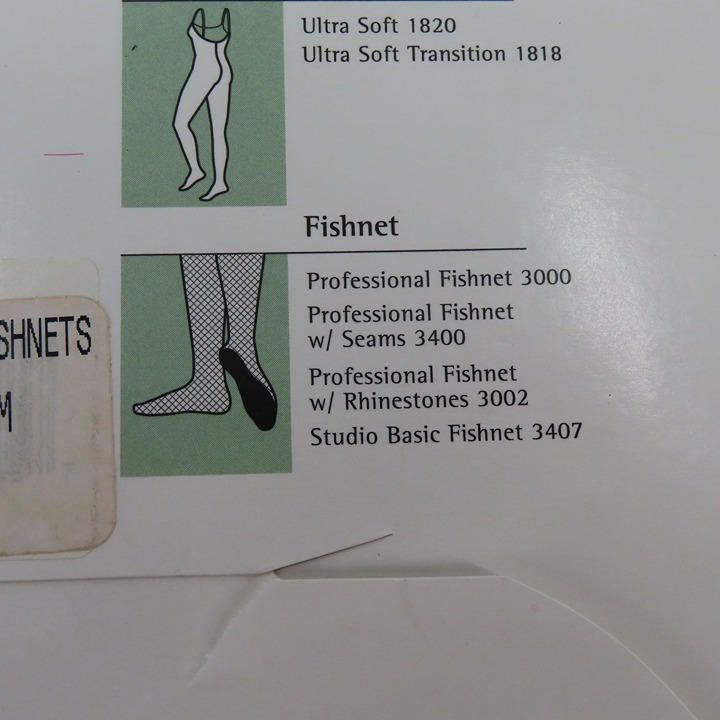 Ultra Soft 1820
Ultra Soft Transition 1818
Fishnet
Professional Fishnet 3000
Professional Fishnet
w/ Seams 3400
Professional Fishnet
w/ Rhinestones 3002
Studio Basic Fishnet 3407
SHNETS
M